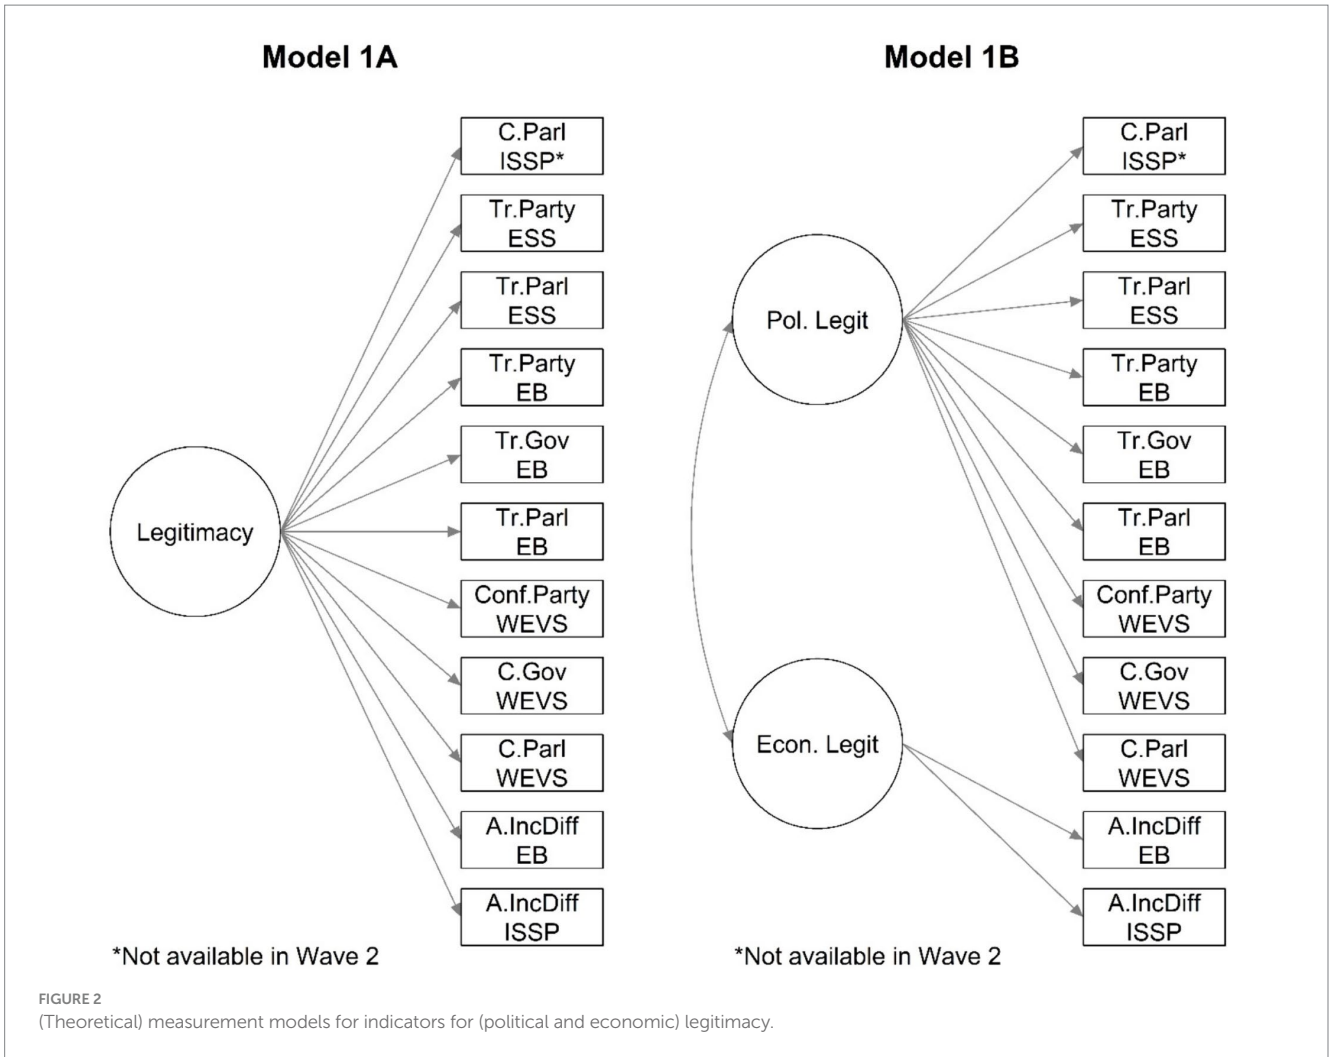 Model 1A
C.Parl
ISSP*
Tr.Party
ESS
Tr.Parl
ESS
Tr.Party
EB
Tr.Gov
EB
Legitimacy
Tr.Parl
EB
Conf.Party
WEVS
C.Gov
WEVS
C.Parl
WEVS
A.IncDiff
EB
A.IncDiff
ISSP
*Not available in Wave 2
Model 1B
C.Parl
ISSP*
Tr.Party
ESS
Tr.Parl
ESS
Pol. Legit
Tr.Party
EB
Tr.Gov
EB
Tr.Parl
EB
Conf.Party
WEVS
C.Gov
WEVS
Econ. Legit
C.Parl
WEVS
A.IncDiff
EB
A.IncDiff
ISSP
*Not available in Wave 2
FIGURE 2
(Theoretical) measurement models for indicators for (political and economic) legitimacy.